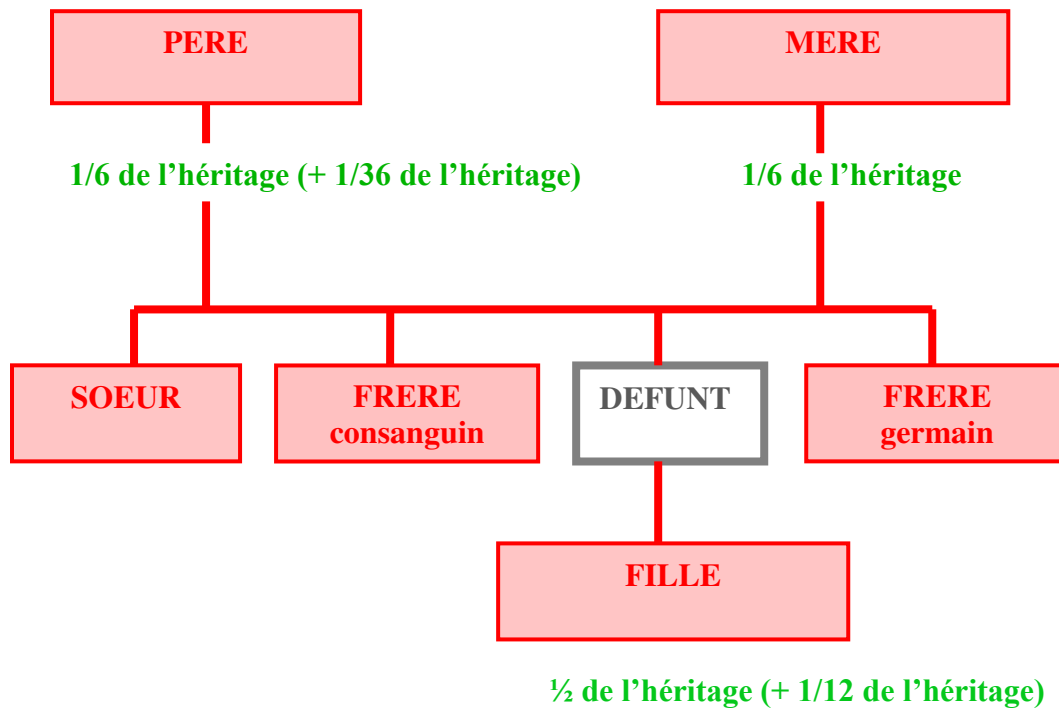 PERE
MERE
1/6 de l’héritage (+ 1/36 de l’héritage)
1/6 de l’héritage
SOEUR
FRERE
consanguin
DEFUNT
FRERE
germain
FILLE
½ de l’héritage (+ 1/12 de l’héritage)